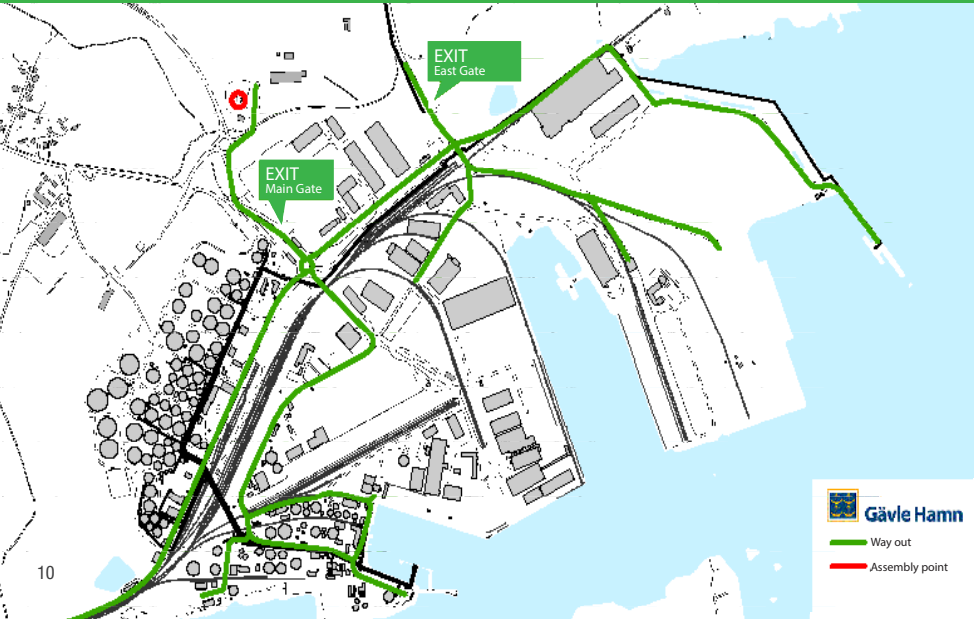 EXIT
East Gate
EXIT
Main Gate
Gävle Hamn
Way out
Assembly point
10